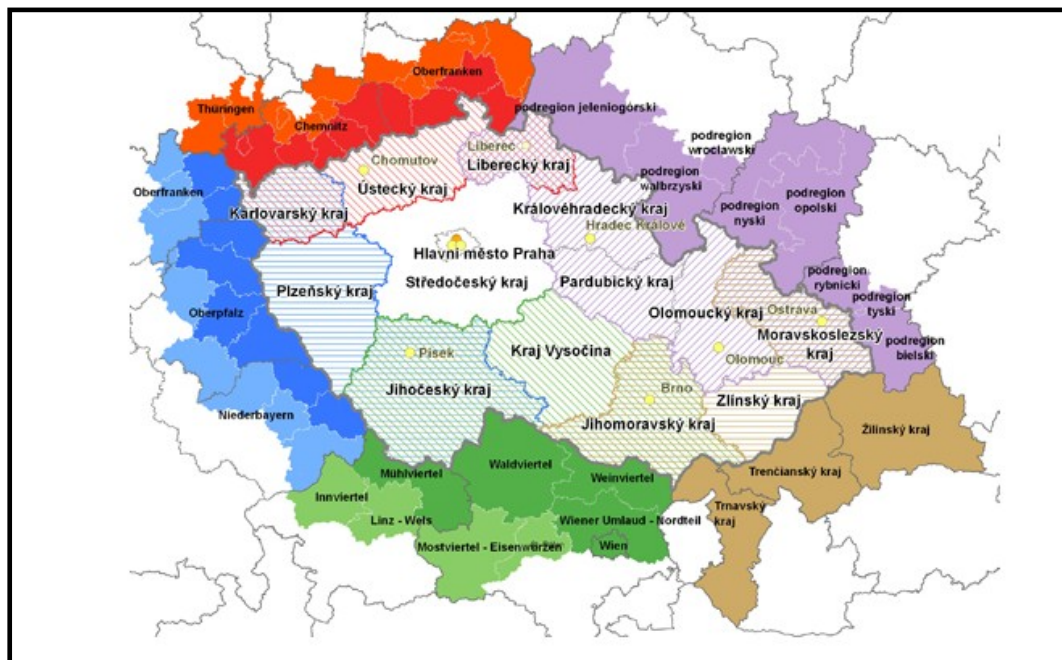 Oberfranken
Thüringen
Chemnitz
podregion jeleniogórski
podregion
wroclawski
Liberec
Liberecký kraj
Chomutov
Ústecký kraj
podregion
walbrzyski
podregion
opolski
podregion
nyski
Oberfranken
Karlovarský kraj
Královéhradecký kraj
Hradec Králové
Hlavní město Praha
Středočeský kraj
Pardubický kraj
Plzeňský kraj
podregion
rybnicki
podregion
tyski
podregion
bielski
Oberpfalz
Olomoucký kraj
Ostrava
Moravskoslezský
kraj
Olomouc
Písek
Kraj Vysočina
Jihočeský kraj
Brno
Zlínský kraj
Niederbayern
Jihomoravský kraj
Žilinský kraj
Mühlviertel
Waldviertel
Weinviertel
Trenčianský kraj
Innviertel
Linz - Wels
Wiener Umlaud - Nordteil
Trnavský
kraj
Mostviertel - Eisenwurzen
Wien